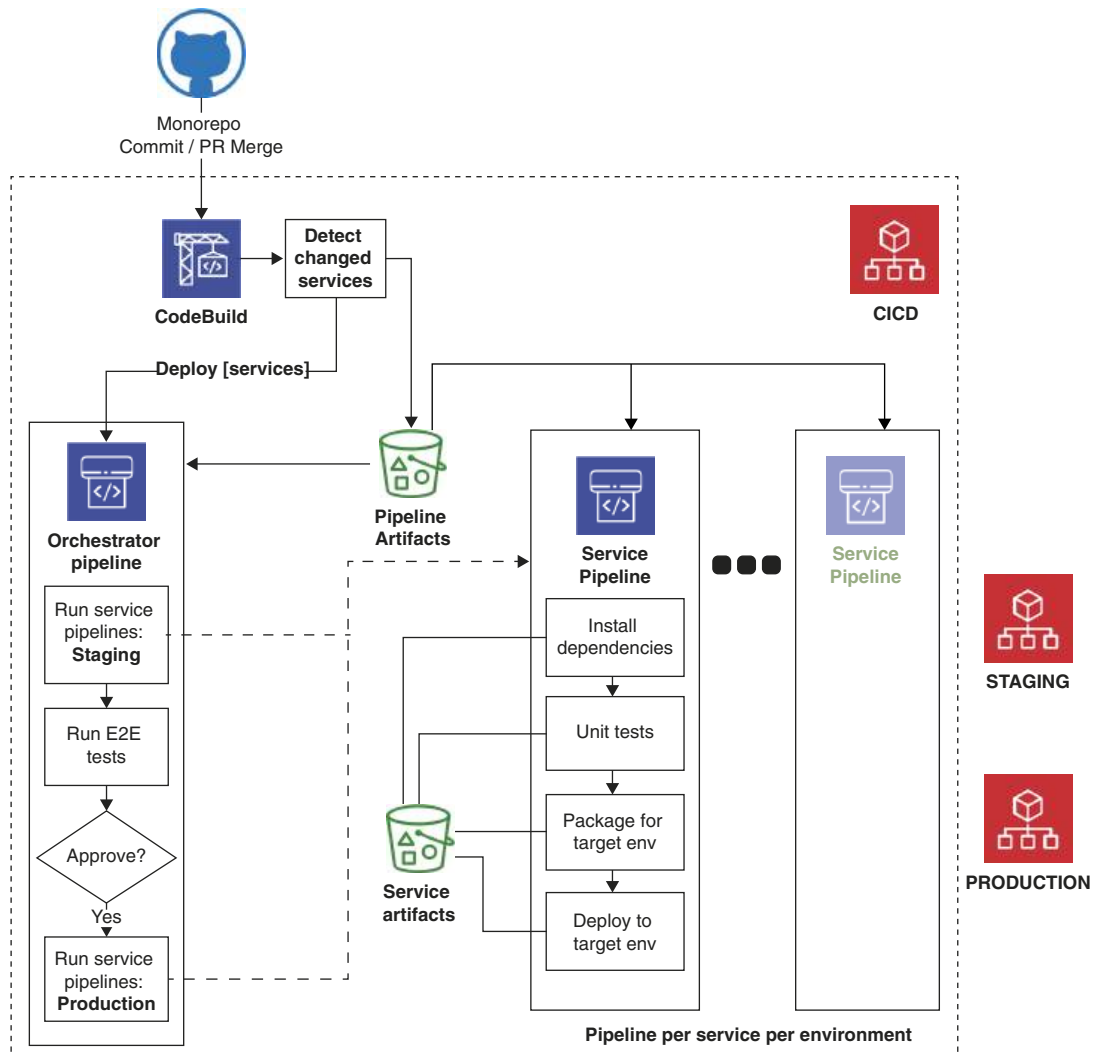 Monorepo
Commit / PR Merge
Detect
changed
services
CodeBuild
CICD
Deploy [services]
Orchestrator
pipeline
Pipeline
Artifacts
Service
Pipeline
Service
Pipeline
Run service
pipelines:
Staging
Install
dependencies
STAGING
Run E2E
tests
Unit tests
Approve?
Package for
target env
PRODUCTION
Service
artifacts
Yes
Deploy to
target env
Run service
pipelines:
Production
Pipeline per service per environment